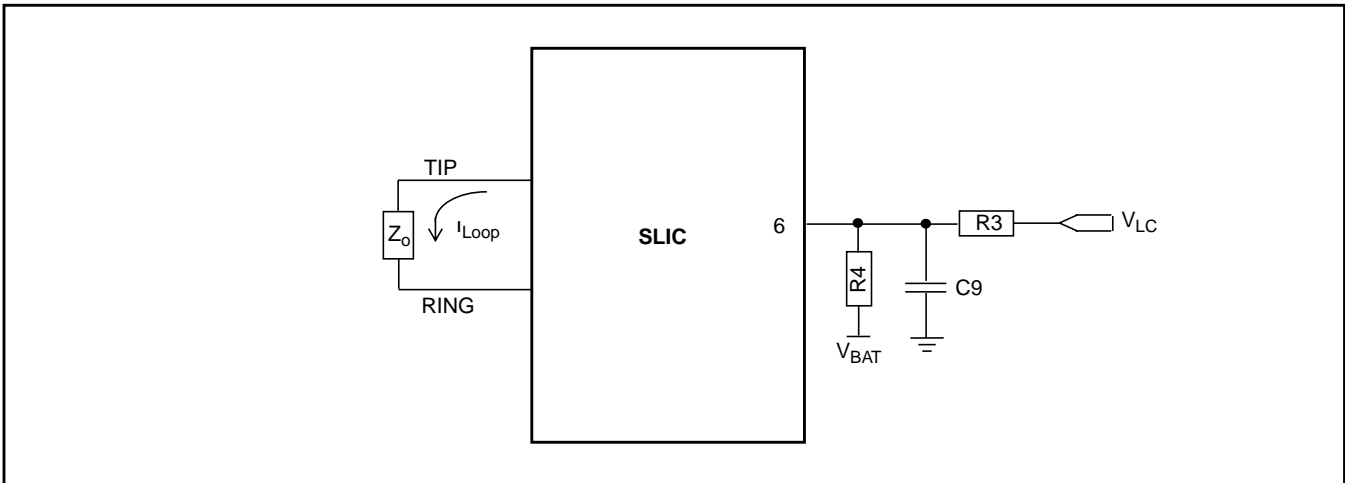 TIP
Zo
ILoop
RING
SLIC
6
R3
VLC
R4
C9
VBAT